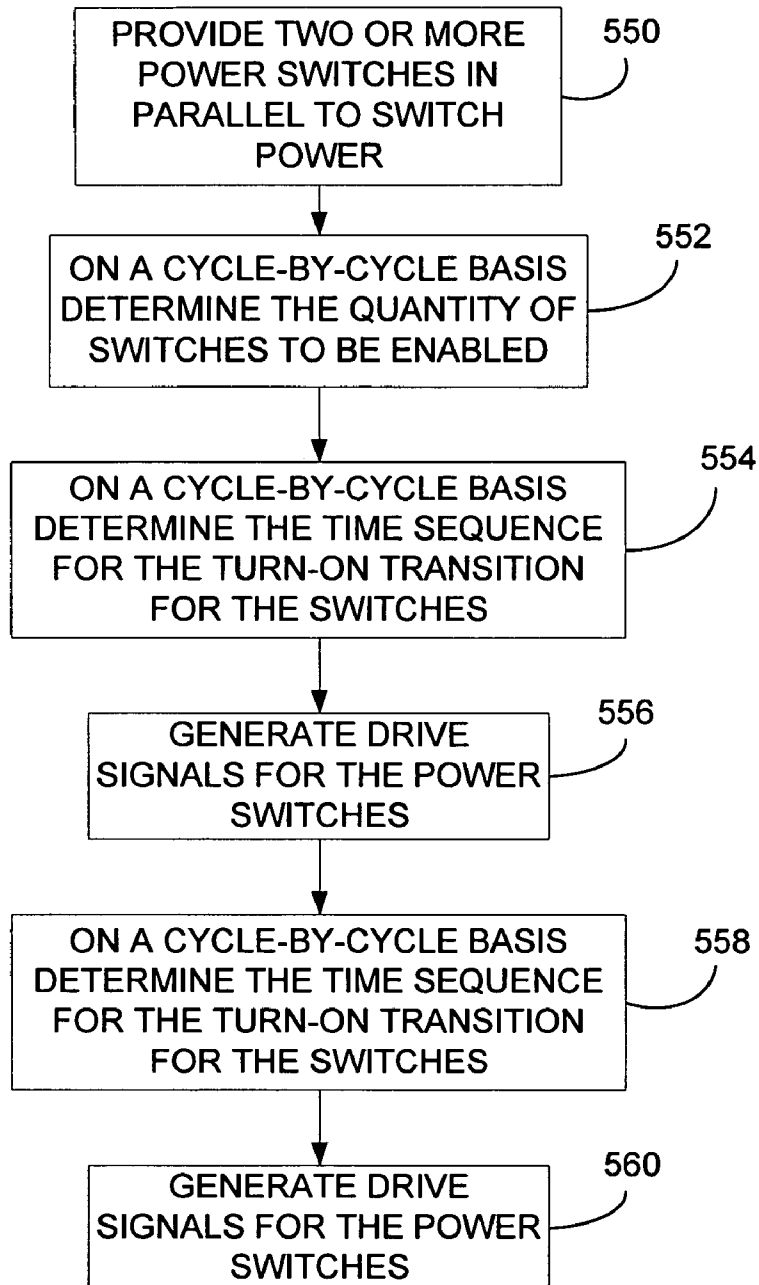 PROVIDE TWO OR MORE
POWER SWITCHES IN
PARALLEL TO SWITCH
POWER
550
ON A CYCLE-BY-CYCLE BASIS
DETERMINE THE QUANTITY OF
SWITCHES TO BE ENABLED
552
ON A CYCLE-BY-CYCLE BASIS
DETERMINE THE TIME SEQUENCE
FOR THE TURN-ON TRANSITION
FOR THE SWITCHES
554
GENERATE DRIVE
SIGNALS FOR THE POWER
SWITCHES
556
ON A CYCLE-BY-CYCLE BASIS
DETERMINE THE TIME SEQUENCE
FOR THE TURN-ON TRANSITION
FOR THE SWITCHES
558
GENERATE DRIVE
SIGNALS FOR THE POWER
SWITCHES
560